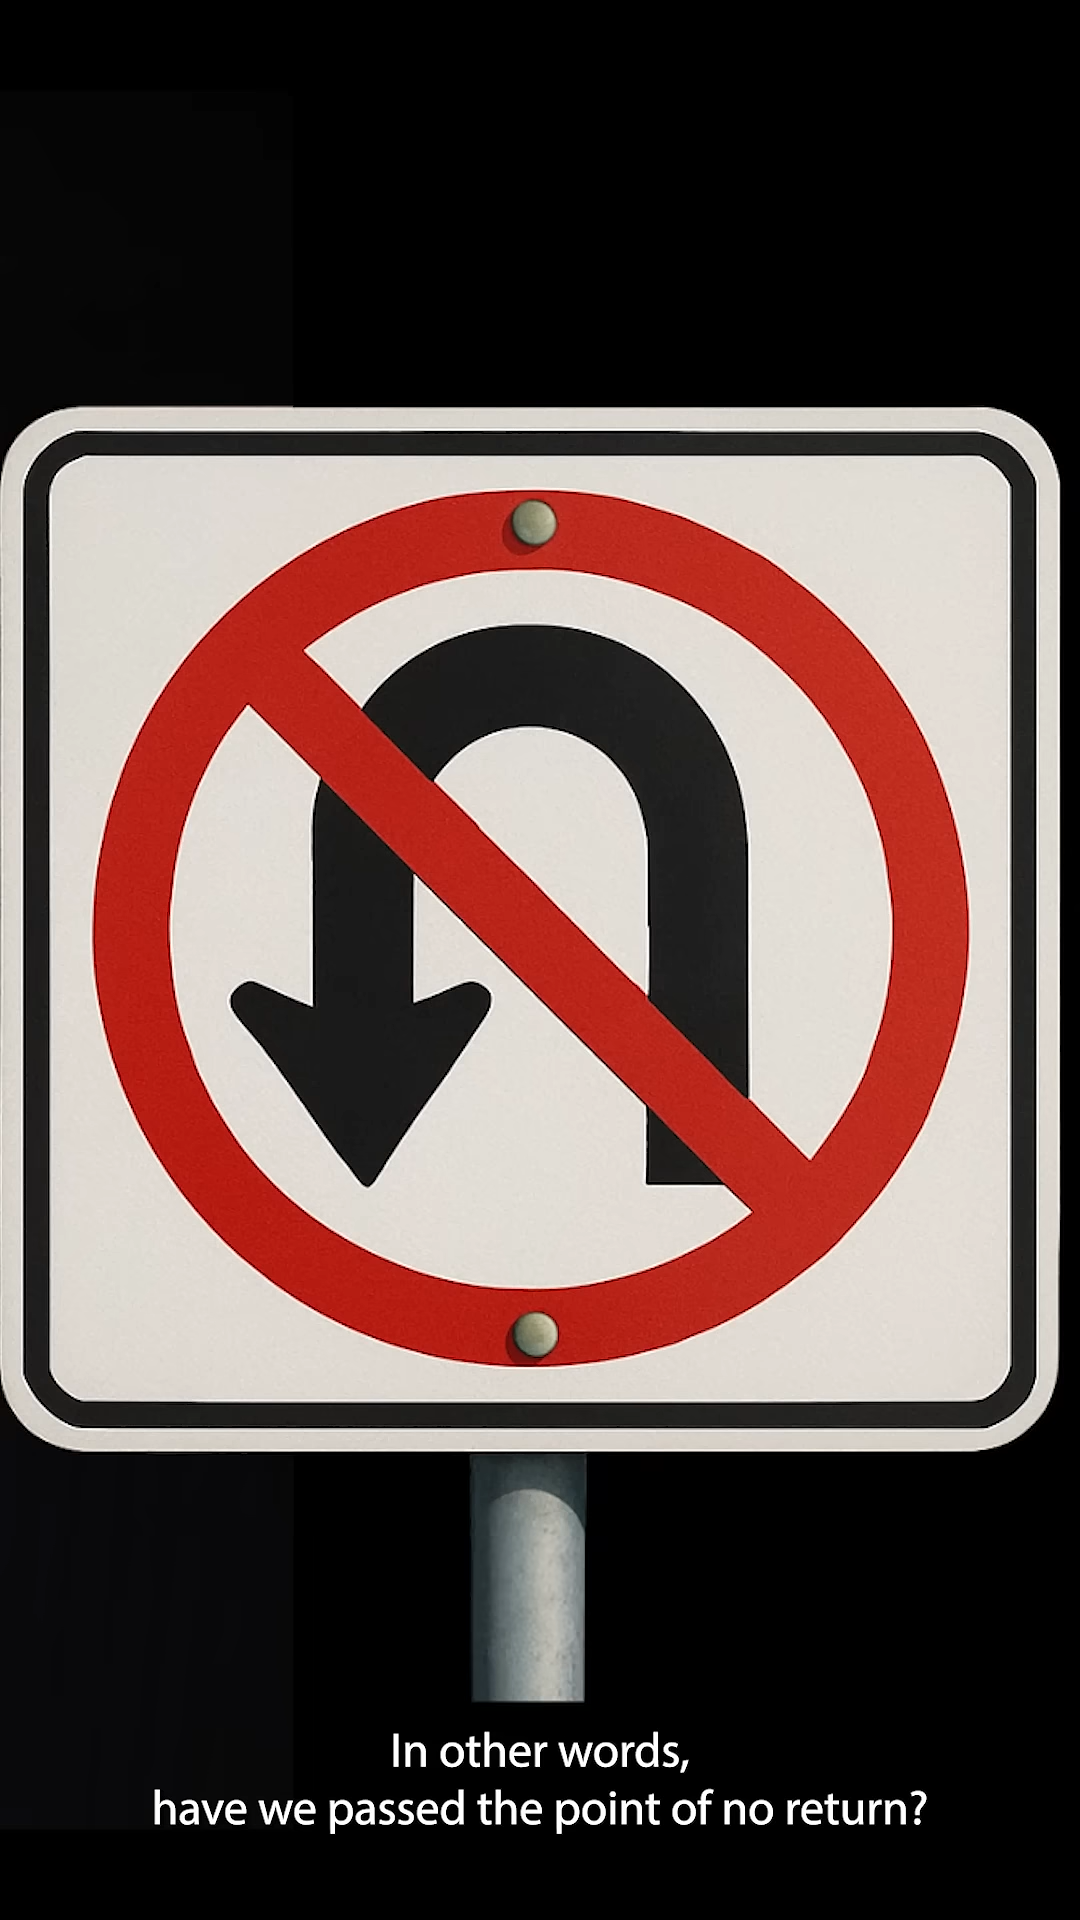 In other words,
have we passed the point of no return?